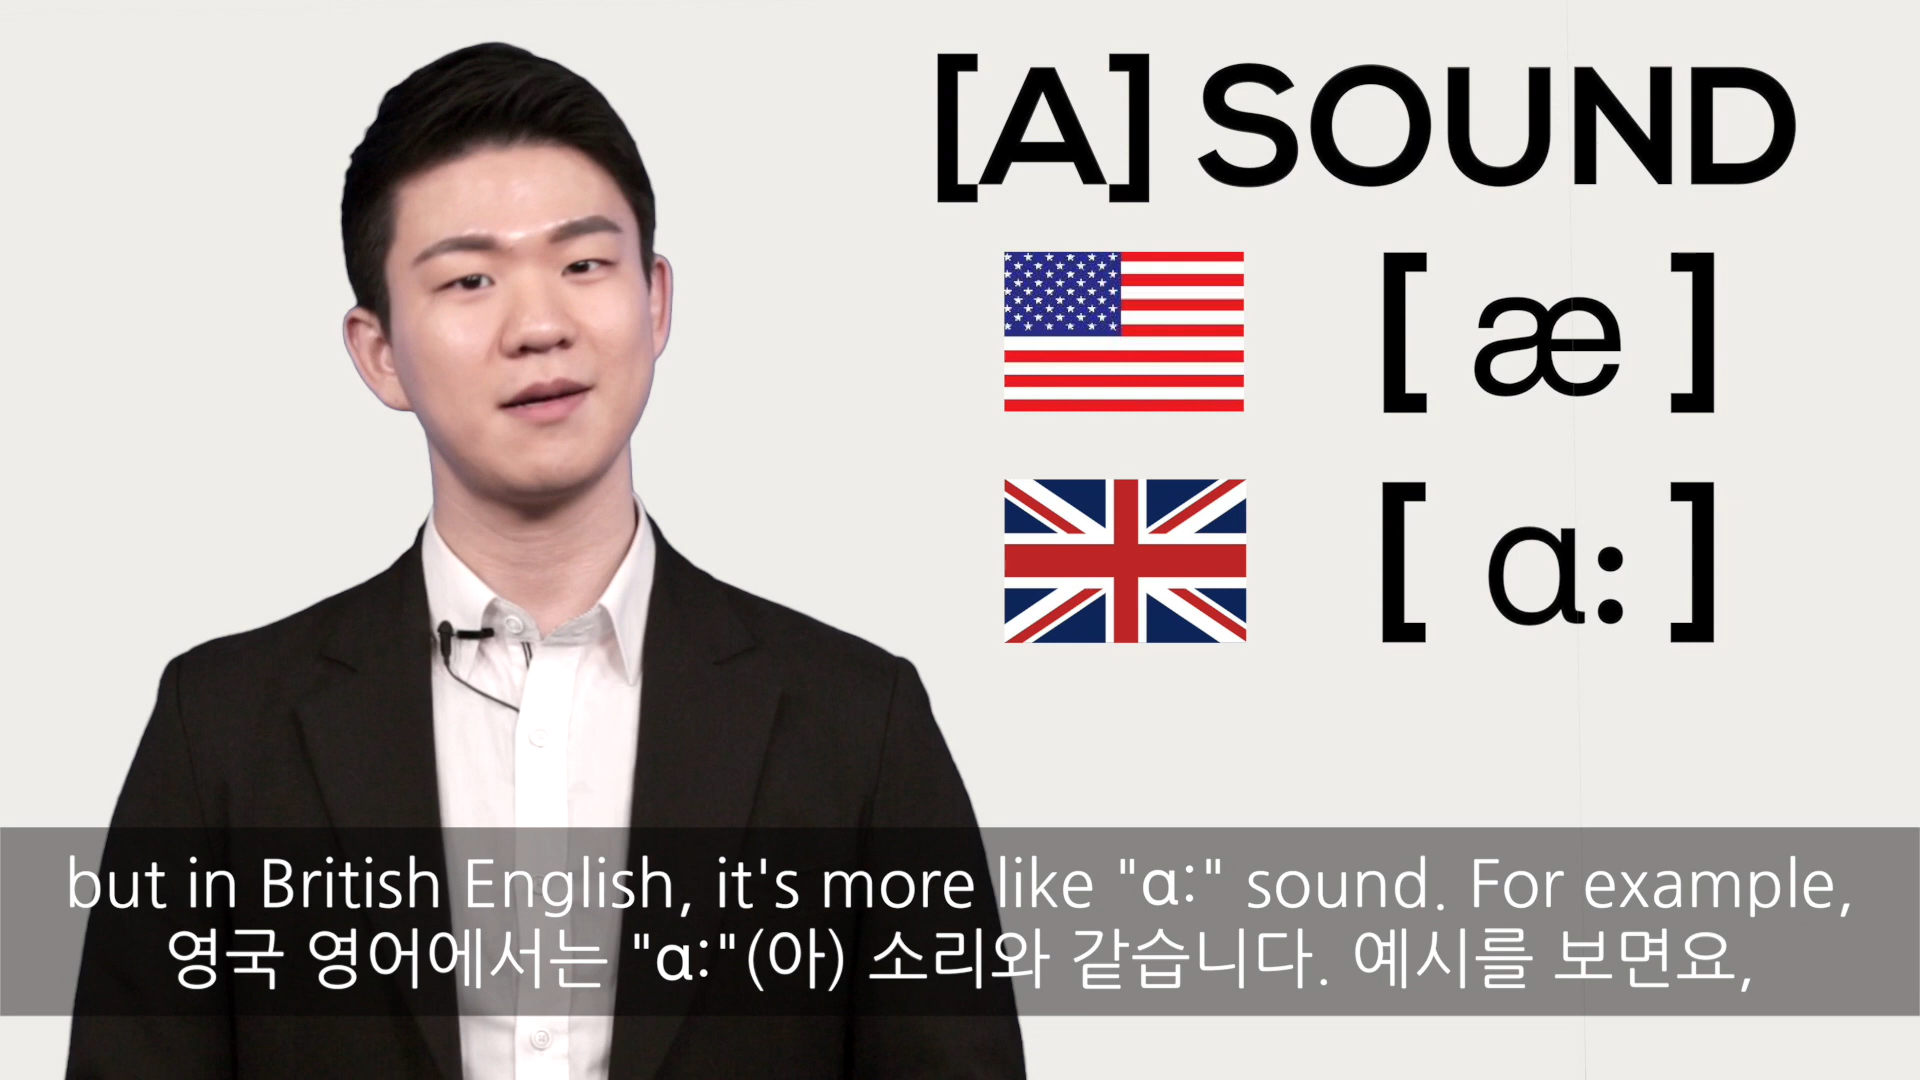 [A] SOUND
[ æ ]
[ ɑ: ]
but in British English, it's more like "ɑː" sound. For example,
영국 영어에서는 "ɑː"(아) 소리와 같습니다. 예시를 보면요,